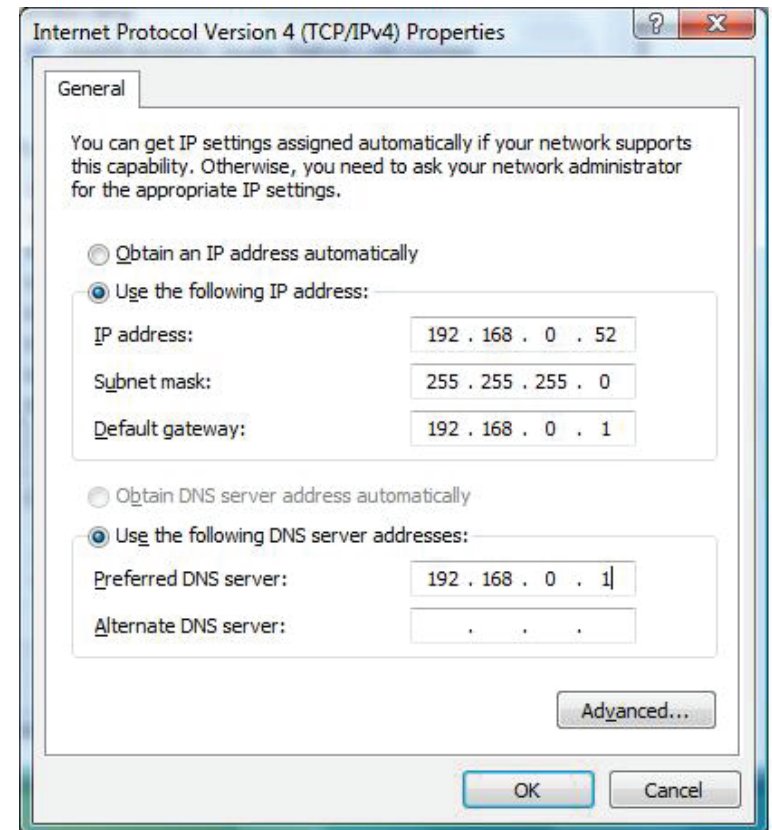 Internet Protocol Version 4 (TCP/IPv4) Properties
?
X
General
You can get IP settings assigned automatically if your network supports
this capability. Otherwise, you need to ask your network administrator
for the appropriate IP settings.
Obtain an IP address automatically
Use the following IP address:
IP address: 192 . 168 . 0 . 52
Subnet mask: 255 . 255 . 255 . 0
Default gateway: 192 . 168 . 0 . 1
Obtain DNS server address automatically
Use the following DNS server addresses:
Preferred DNS server: 192 . 168 . 0 . 1
Alternate DNS server: . . .
Advanced...
OK Cancel